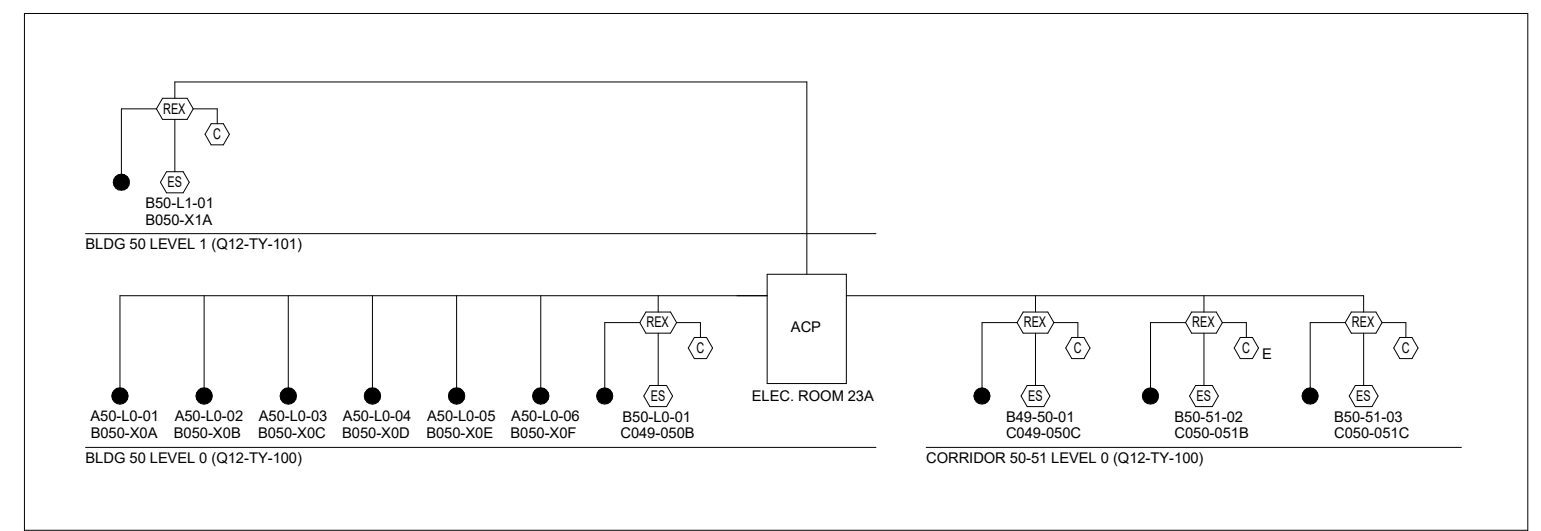 REX
C
ES
B50-L1-01
B050-X1A
BLDG 50 LEVEL 1 (Q12-TY-101)
ACP
ELEC. ROOM 23A
A50-L0-01
B050-X0A
A50-L0-02
B050-X0B
A50-L0-03
B050-X0C
A50-L0-04
B050-X0D
A50-L0-05
B050-X0E
A50-L0-06
B050-X0F
REX
C
ES
B50-L0-01
C049-050B
BLDG 50 LEVEL 0 (Q12-TY-100)
REX
C
ES
B49-50-01
C049-050C
REX
C E
ES
B50-51-02
C050-051B
REX
C
ES
B50-51-03
C050-051C
CORRIDOR 50-51 LEVEL 0 (Q12-TY-100)